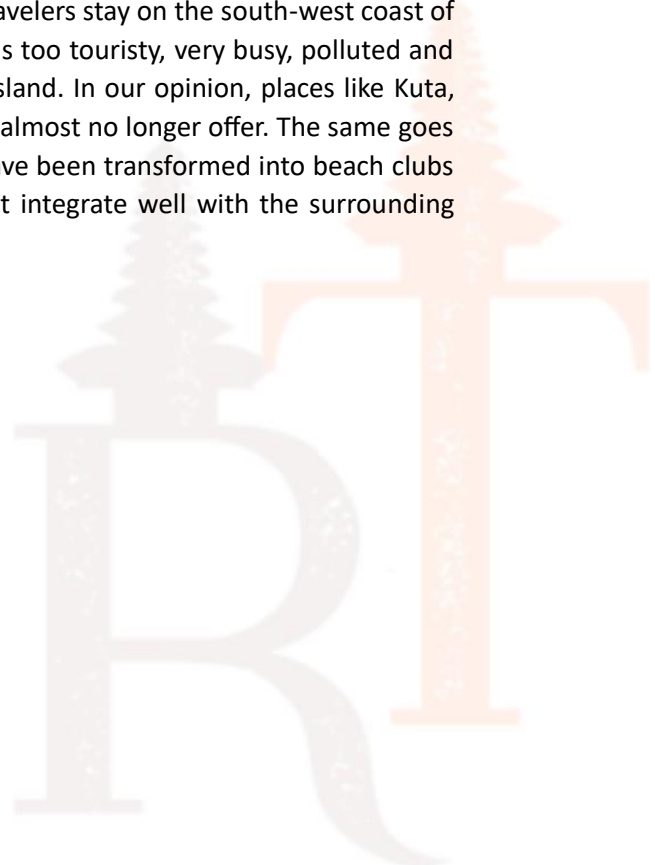 avelers stay on the south-west coast of
s too touristy, very busy, polluted and
sland. In our opinion, places like Kuta,
almost no longer offer. The same goes
ve been transformed into beach clubs
t integrate well with the surrounding
R T